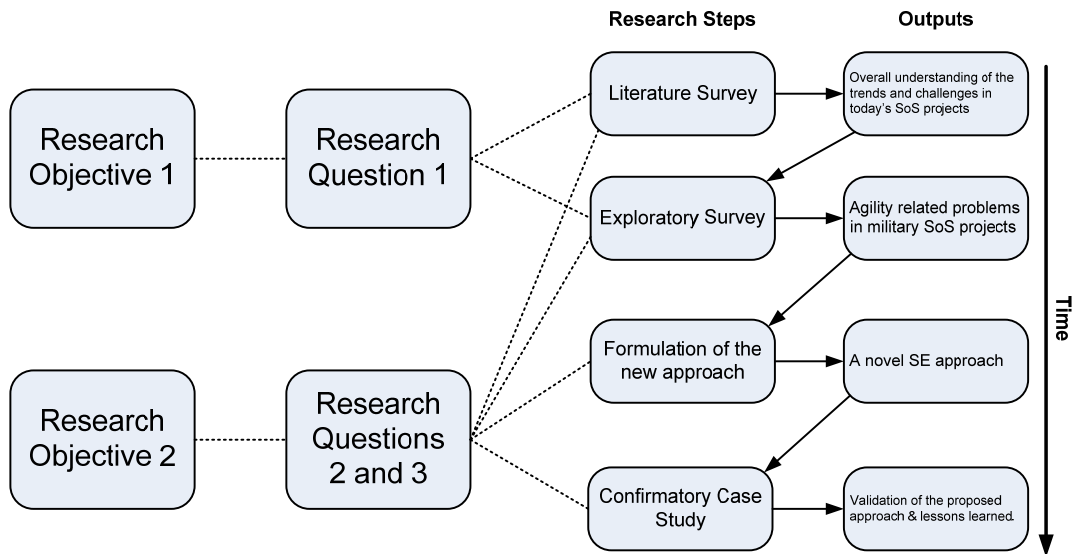 Research Steps
Outputs
Research
Objective 1
Research
Question 1
Literature Survey
Overall understanding of the
trends and challenges in
today's SoS projects
Exploratory Survey
Agility related problems
in military SoS projects
Time
Research
Objective 2
Research
Questions
2 and 3
Formulation of the
new approach
A novel SE approach
Confirmatory Case
Study
Validation of the proposed
approach & lessons learned.